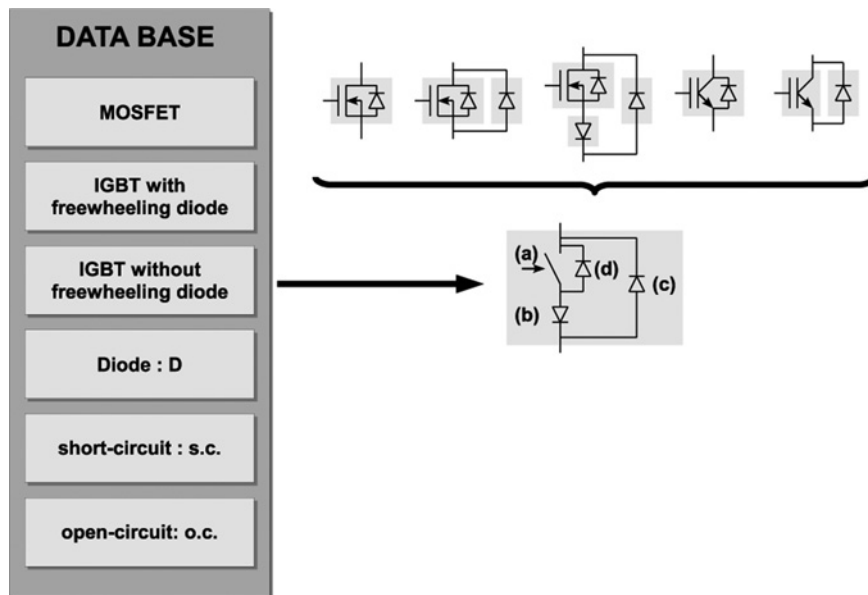 DATA BASE
MOSFET
IGBT with
freewheeling diode
IGBT without
freewheeling diode
Diode : D
short-circuit : s.c.
open-circuit: o.c.
(a)
(d)
(c)
(b)